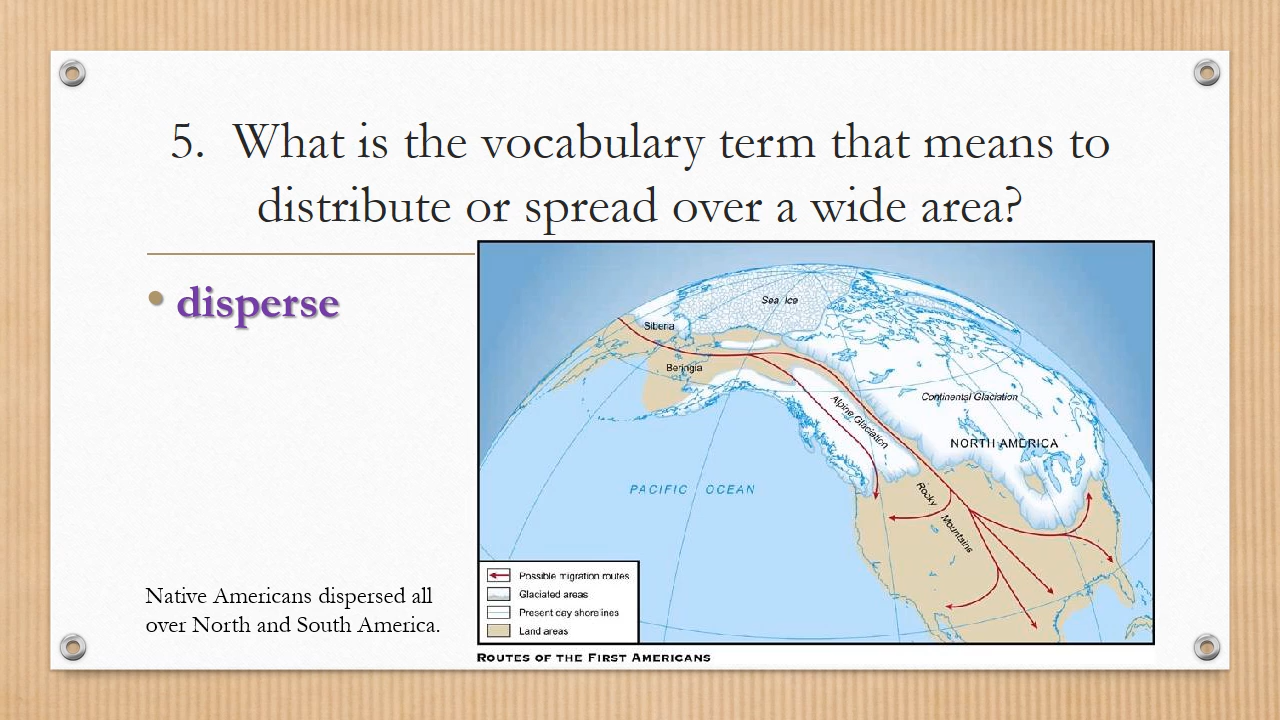 5.  What is the vocabulary term that means to
distribute or spread over a wide area?
• disperse
Native Americans dispersed all
over North and South America.
Sea Ice
Siberia
Beringia
Continental Glaciation
Alpine Glaciation
NORTH AMERICA
PACIFIC OCEAN
Rocky Mountains
Possible migration routes
Glaciated areas
Present day shorelines
Land areas
ROUTES OF THE FIRST AMERICANS